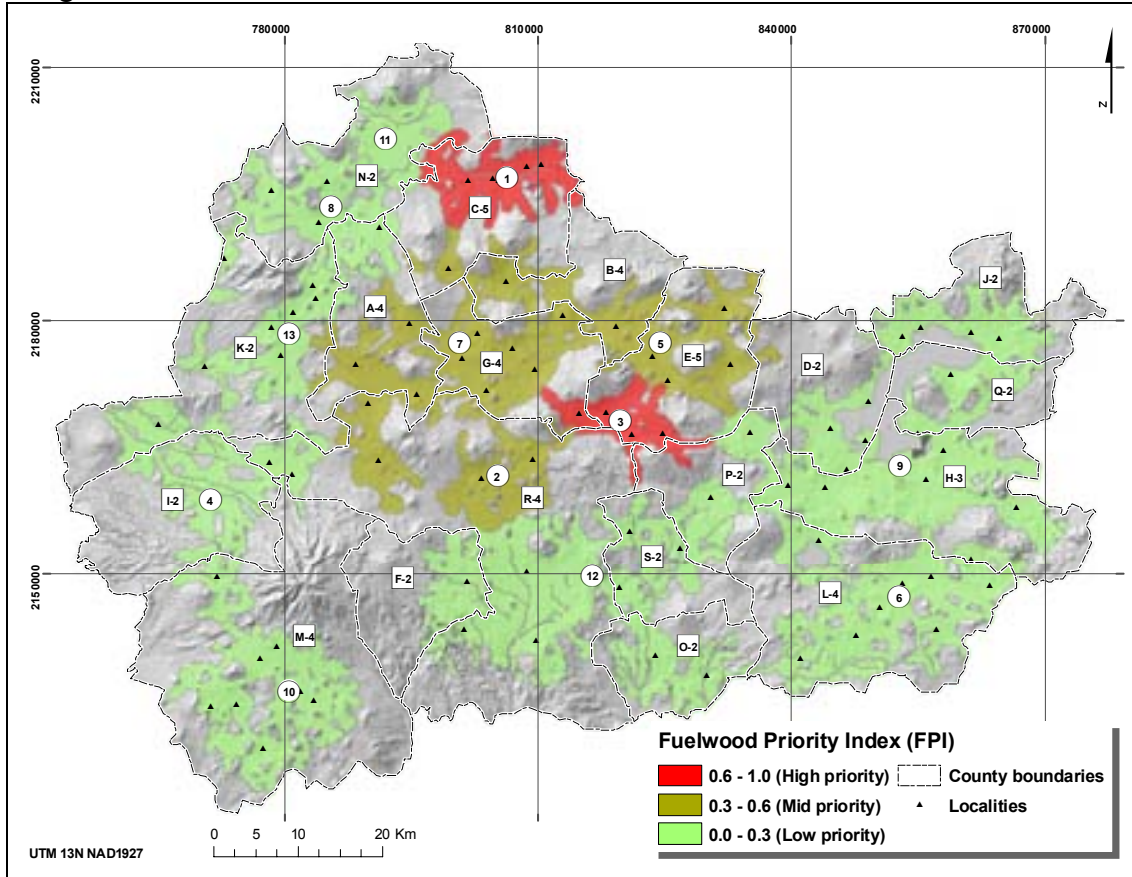 780000 810000 840000 870000
2210000
2180000
2150000
N
11
N-2
1
8
C-5
B-4
J-2
A-4
13
7
5
K-2
G-4
E-5
D-2
Q-2
3
2
9
P-2
H-3
I-2
4
R-4
S-2
F-2
12
L-4
6
M-4
O-2
10
Fuelwood Priority Index (FPI)
0.6 - 1.0 (High priority) County boundaries
0.3 - 0.6 (Mid priority) Localities
0.0 - 0.3 (Low priority)
0 5 10 20 Km
UTM 13N NAD1927